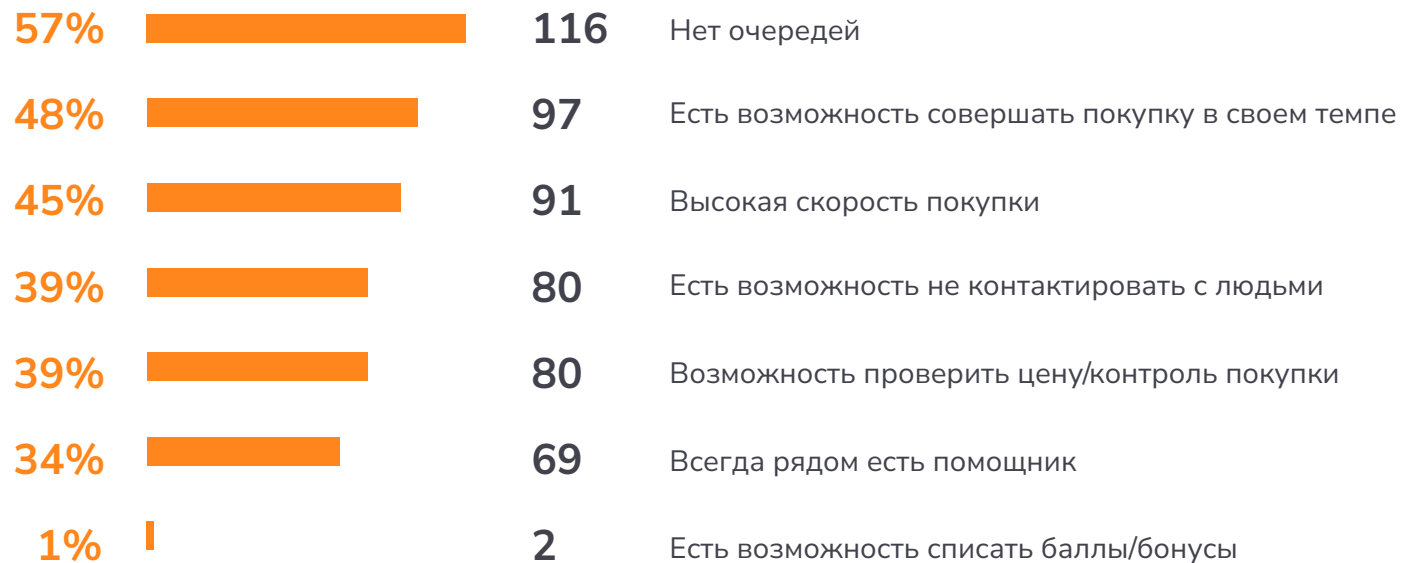 57% 116 Нет очередей
48% 97 Есть возможность совершать покупку в своем темпе
45% 91 Высокая скорость покупки
39% 80 Есть возможность не контактировать с людьми
39% 80 Возможность проверить цену/контроль покупки
34% 69 Всегда рядом есть помощник
1% 2 Есть возможность списать баллы/бонусы